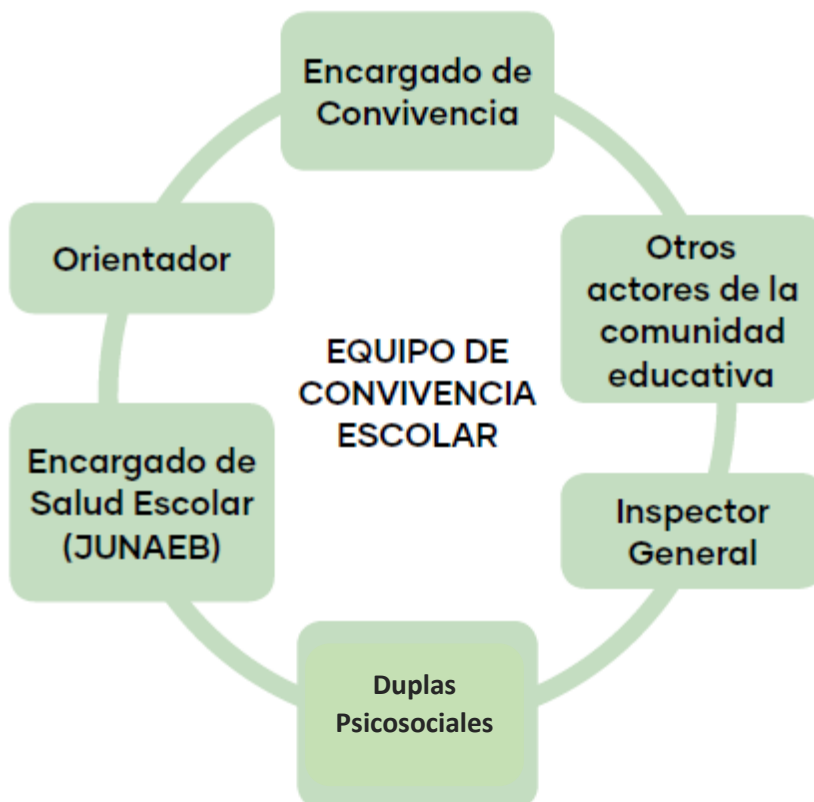 Encargado de
Convivencia
Orientador
Otros
actores de la
comunidad
educativa
EQUIPO DE
CONVIVENCIA
ESCOLAR
Encargado de
Salud Escolar
(JUNAEB)
Inspector
General
Duplas
Psicosociales